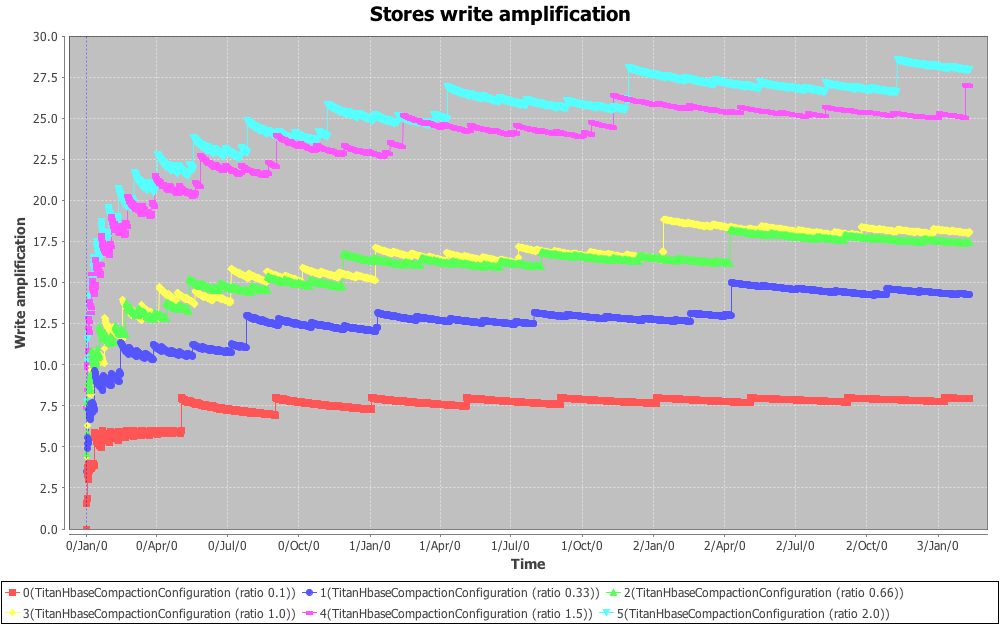 Stores write amplification
30.0
27.5
25.0
22.5
20.0
17.5
15.0
12.5
10.0
7.5
5.0
2.5
0.0
Write amplification
0/Jan/0 0/Apr/0 0/Jul/0 0/Oct/0 1/Jan/0 1/Apr/0 1/Jul/0 1/Oct/0 2/Jan/0 2/Apr/0 2/Jul/0 2/Oct/0 3/Jan/0
Time
0(TitanHbaseCompactionConfiguration (ratio 0.1)) 1(TitanHbaseCompactionConfiguration (ratio 0.33)) 2(TitanHbaseCompactionConfiguration (ratio 0.66))
3(TitanHbaseCompactionConfiguration (ratio 1.0)) 4(TitanHbaseCompactionConfiguration (ratio 1.5)) 5(TitanHbaseCompactionConfiguration (ratio 2.0))